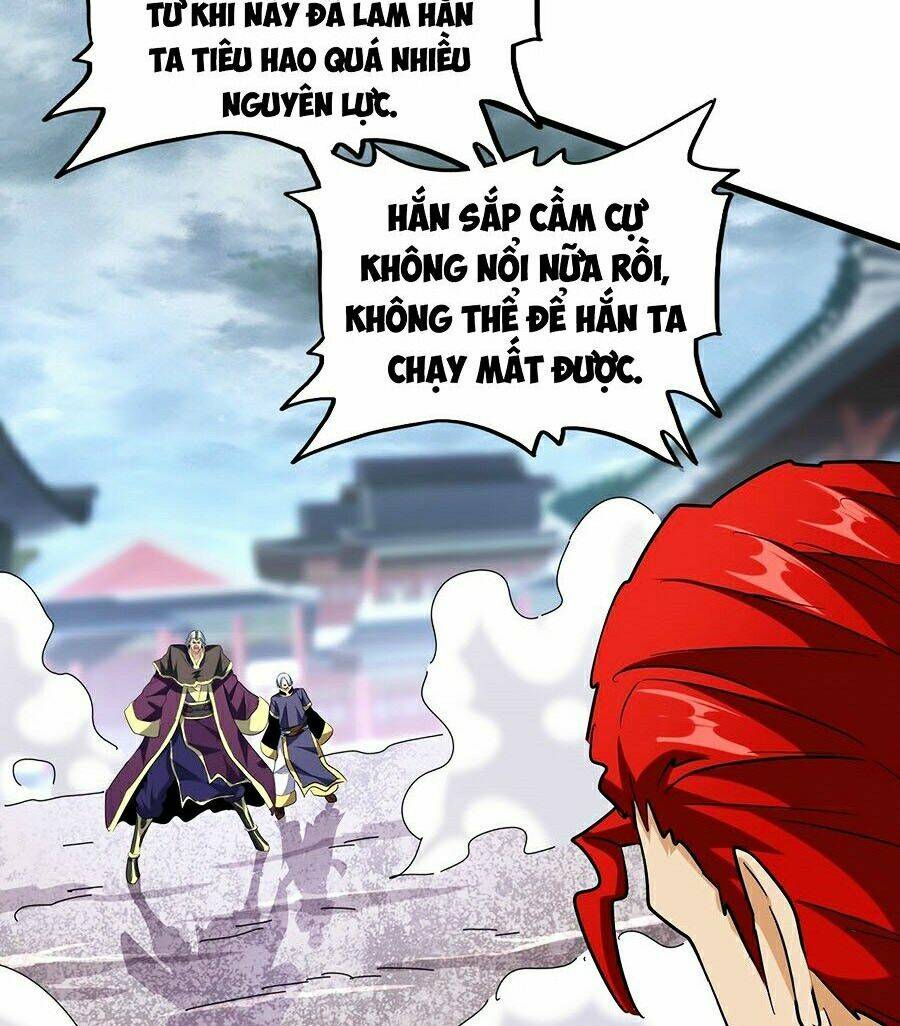 TỪ KHI NÃY ĐÃ LÀM HẮN
TA TIÊU HAO QUÁ NHIỀU
NGUYÊN LỰC.
HẮN SẮP CẦM CỰ
KHÔNG NỔI NỮA RỒI,
KHÔNG THỂ ĐỂ HẮN TA
CHẠY MẤT ĐƯỢC.